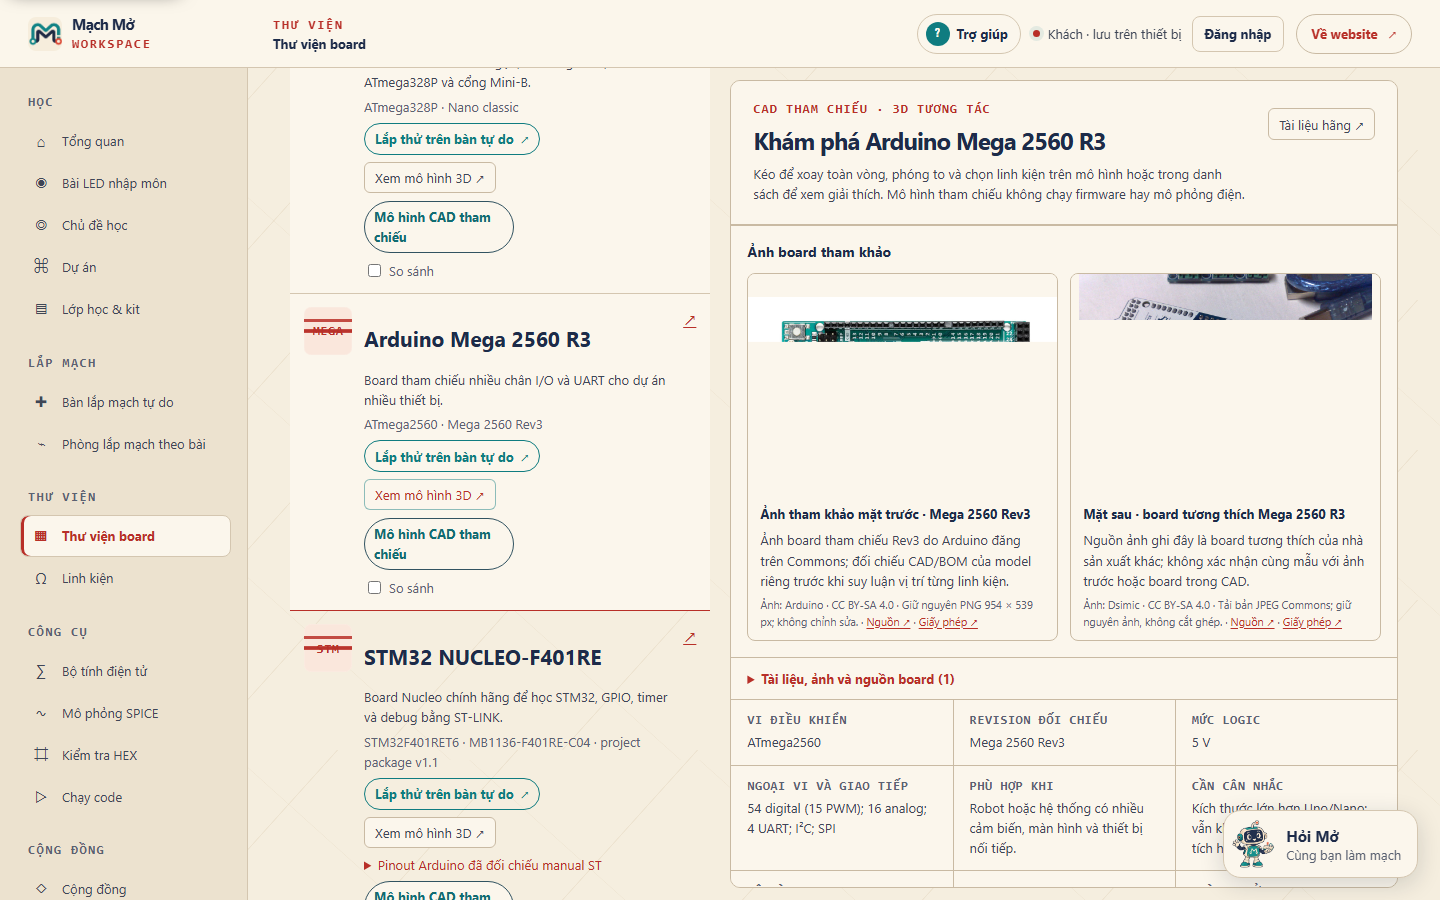 Mạch Mở
WORKSPACE
THƯ VIỆN
Thư viện board
? Trợ giúp
Khách · lưu trên thiết bị
Đăng nhập
Về website ↗
HỌC
Tổng quan
Bài LED nhập môn
Chủ đề học
Dự án
Lớp học & kit
LẮP MẠCH
Bàn lắp mạch tự do
Phòng lắp mạch theo bài
THƯ VIỆN
Thư viện board
Linh kiện
CÔNG CỤ
Bộ tính điện tử
Mô phỏng SPICE
Kiểm tra HEX
Chạy code
CỘNG ĐỒNG
Cộng đồng
ATmega328P và cổng Mini-B.
ATmega328P · Nano classic
Lắp thử trên bàn tự do ↗
Xem mô hình 3D ↗
Mô hình CAD tham
chiếu
So sánh
MEGA
Arduino Mega 2560 R3
↗
Board tham chiếu nhiều chân I/O và UART cho dự án
nhiều thiết bị.
ATmega2560 · Mega 2560 Rev3
Lắp thử trên bàn tự do ↗
Xem mô hình 3D ↗
Mô hình CAD tham
chiếu
So sánh
STM
STM32 NUCLEO-F401RE
↗
Board Nucleo chính hãng để học STM32, GPIO, timer
và debug bằng ST-LINK.
STM32F401RET6 · MB1136-F401RE-C04 · project
package v1.1
Lắp thử trên bàn tự do ↗
Xem mô hình 3D ↗
▶ Pinout Arduino đã đối chiếu manual ST
Mô hình CAD tham
CAD THAM CHIẾU · 3D TƯƠNG TÁC
Khám phá Arduino Mega 2560 R3
Tài liệu hãng ↗
Kéo để xoay toàn vòng, phóng to và chọn linh kiện trên mô hình hoặc trong danh
sách để xem giải thích. Mô hình tham chiếu không chạy firmware hay mô phỏng điện.
Ảnh board tham khảo
Ảnh tham khảo mặt trước · Mega 2560 Rev3
Ảnh board tham chiếu Rev3 do Arduino đăng
trên Commons; đối chiếu CAD/BOM của model
riêng trước khi suy luận vị trí từng linh kiện.
Ảnh: Arduino · CC BY-SA 4.0 · Giữ nguyên PNG 954 × 539
px; không chỉnh sửa. · Nguồn ↗ · Giấy phép ↗
Mặt sau · board tương thích Mega 2560 R3
Nguồn ảnh ghi đây là board tương thích của nhà
sản xuất khác; không xác nhận cùng mẫu với ảnh
trước hoặc board trong CAD.
Ảnh: Dsimic · CC BY-SA 4.0 · Tải bản JPEG Commons; giữ
nguyên ảnh, không cắt ghép. · Nguồn ↗ · Giấy phép ↗
▶ Tài liệu, ảnh và nguồn board (1)
VI ĐIỀU KHIỂN
ATmega2560
REVISION ĐỐI CHIẾU
Mega 2560 Rev3
MỨC LOGIC
5 V
NGOẠI VI VÀ GIAO TIẾP
54 digital (15 PWM); 16 analog;
4 UART; I²C; SPI
PHÙ HỢP KHI
Robot hoặc hệ thống có nhiều
cảm biến, màn hình và thiết bị
nối tiếp.
CẦN CÂN NHẮC
Kích thước lớn hơn Uno/Nano;
Hỏi Mở
Cùng bạn làm mạch